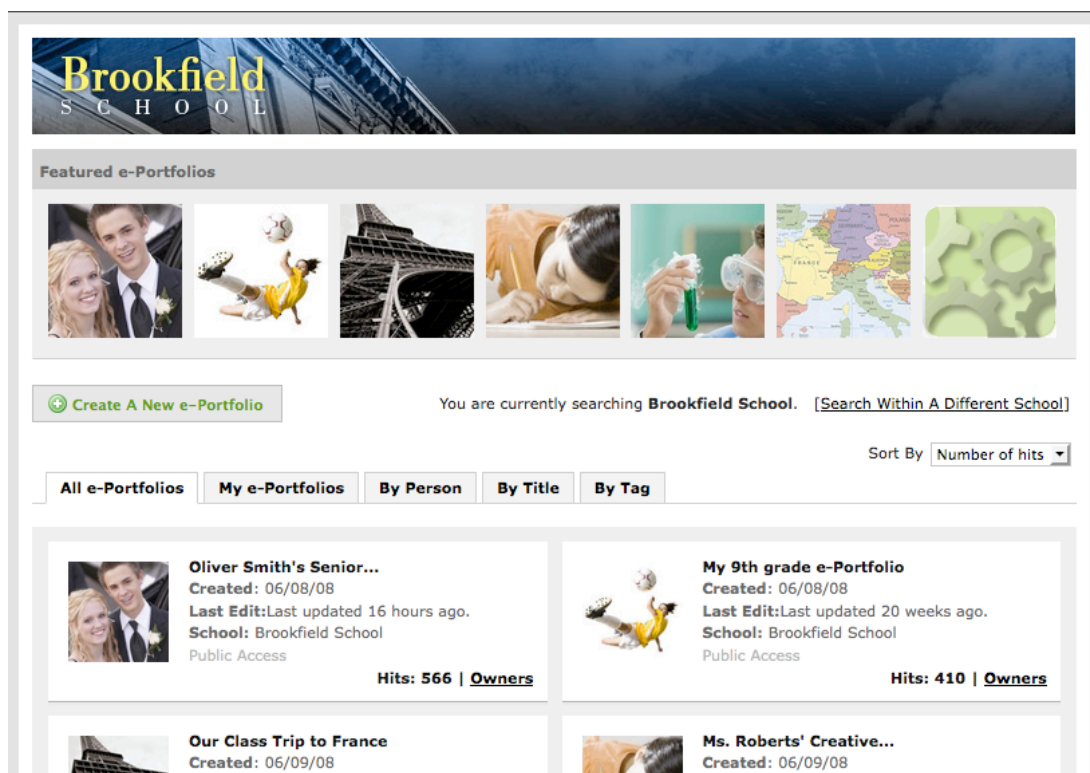 Brookfield
SCHOOL
Featured e-Portfolios
FRANCE
GERMANY
POLAND
ITALY
Create A New e-Portfolio
You are currently searching Brookfield School. [Search Within A Different School]
Sort By Number of hits
All e-Portfolios My e-Portfolios By Person By Title By Tag
Oliver Smith's Senior...
Created: 06/08/08
Last Edit:Last updated 16 hours ago.
School: Brookfield School
Public Access
Hits: 566 | Owners
My 9th grade e-Portfolio
Created: 06/08/08
Last Edit:Last updated 20 weeks ago.
School: Brookfield School
Public Access
Hits: 410 | Owners
Our Class Trip to France
Created: 06/09/08
Ms. Roberts' Creative...
Created: 06/09/08